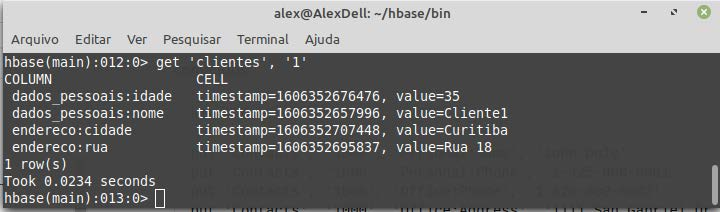 alex@AlexDell: ~/hbase/bin
Arquivo Editar Ver Pesquisar Terminal Ajuda
hbase(main):012:0> get 'clientes', '1'
COLUMN CELL
dados_pessoais:idade timestamp=1606352676476, value=35
dados_pessoais:nome timestamp=1606352657996, value=Cliente1
endereco:cidade timestamp=1606352707448, value=Curitiba
endereco:rua timestamp=1606352695837, value=Rua 18
1 row(s)
Took 0.0234 seconds
hbase(main):013:0>